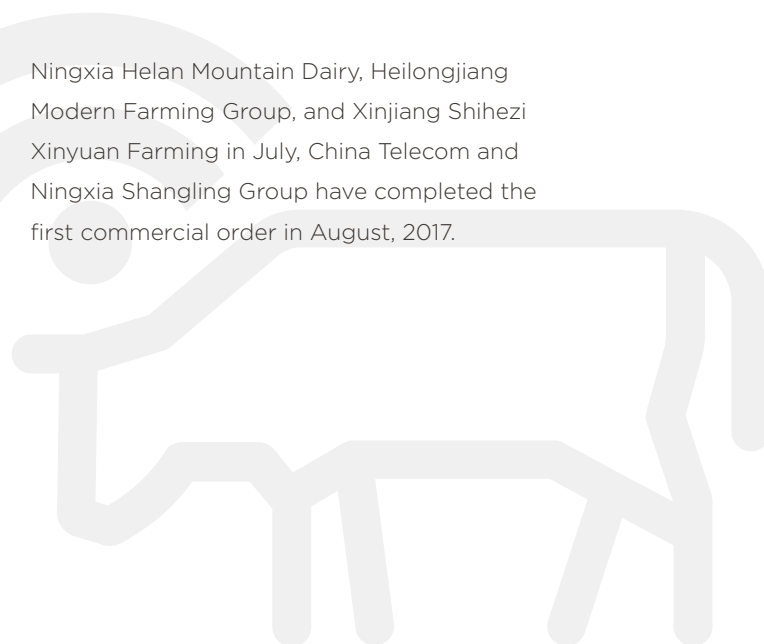 Ningxia Helan Mountain Dairy, Heilongjiang
Modern Farming Group, and Xinjiang Shihezi
Xinyuan Farming in July, China Telecom and
Ningxia Shangling Group have completed the
first commercial order in August, 2017.